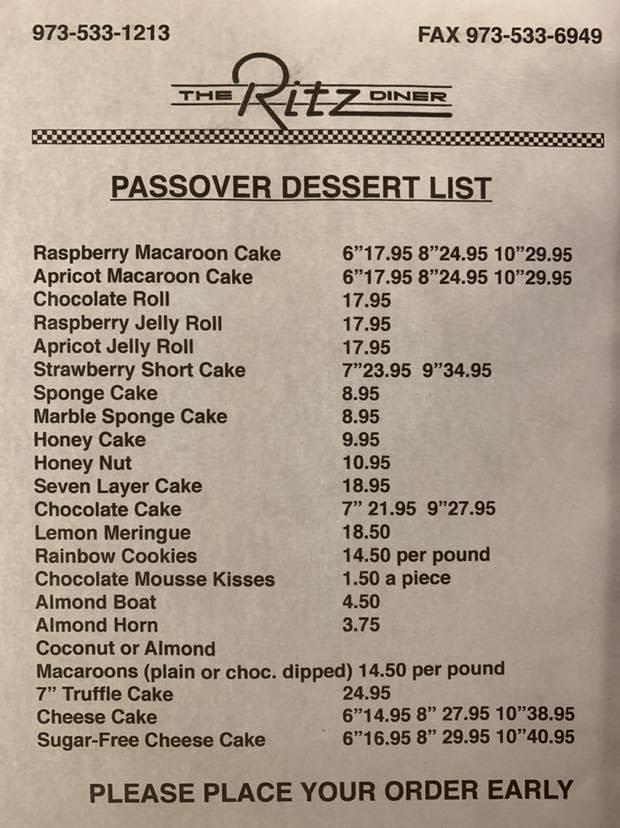 973-533-1213 FAX 973-533-6949
THE Ritz DINER
PASSOVER DESSERT LIST
Raspberry Macaroon Cake 6”17.95 8”24.95 10”29.95
Apricot Macaroon Cake 6”17.95 8”24.95 10”29.95
Chocolate Roll 17.95
Raspberry Jelly Roll 17.95
Apricot Jelly Roll 17.95
Strawberry Short Cake 7”23.95 9”34.95
Sponge Cake 8.95
Marble Sponge Cake 8.95
Honey Cake 9.95
Honey Nut 10.95
Seven Layer Cake 18.95
Chocolate Cake 7” 21.95 9”27.95
Lemon Meringue 18.50
Rainbow Cookies 14.50 per pound
Chocolate Mousse Kisses 1.50 a piece
Almond Boat 4.50
Almond Horn 3.75
Coconut or Almond
Macaroons (plain or choc. dipped) 14.50 per pound
7” Truffle Cake 24.95
Cheese Cake 6”14.95 8” 27.95 10”38.95
Sugar-Free Cheese Cake 6”16.95 8” 29.95 10”40.95
PLEASE PLACE YOUR ORDER EARLY